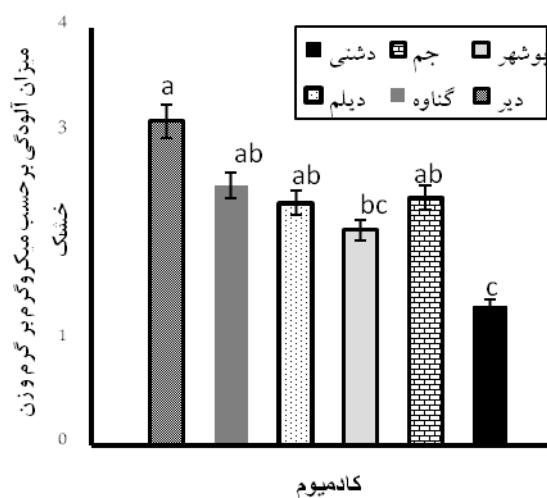 4
3
1
0
میزان آلودگی برحسب میکروگرم بر گرم وزن
خشک
بوشهر جم دشتی
دیر گناوه دیلم
a
ab
ab
bc
ab
c
کادمیوم